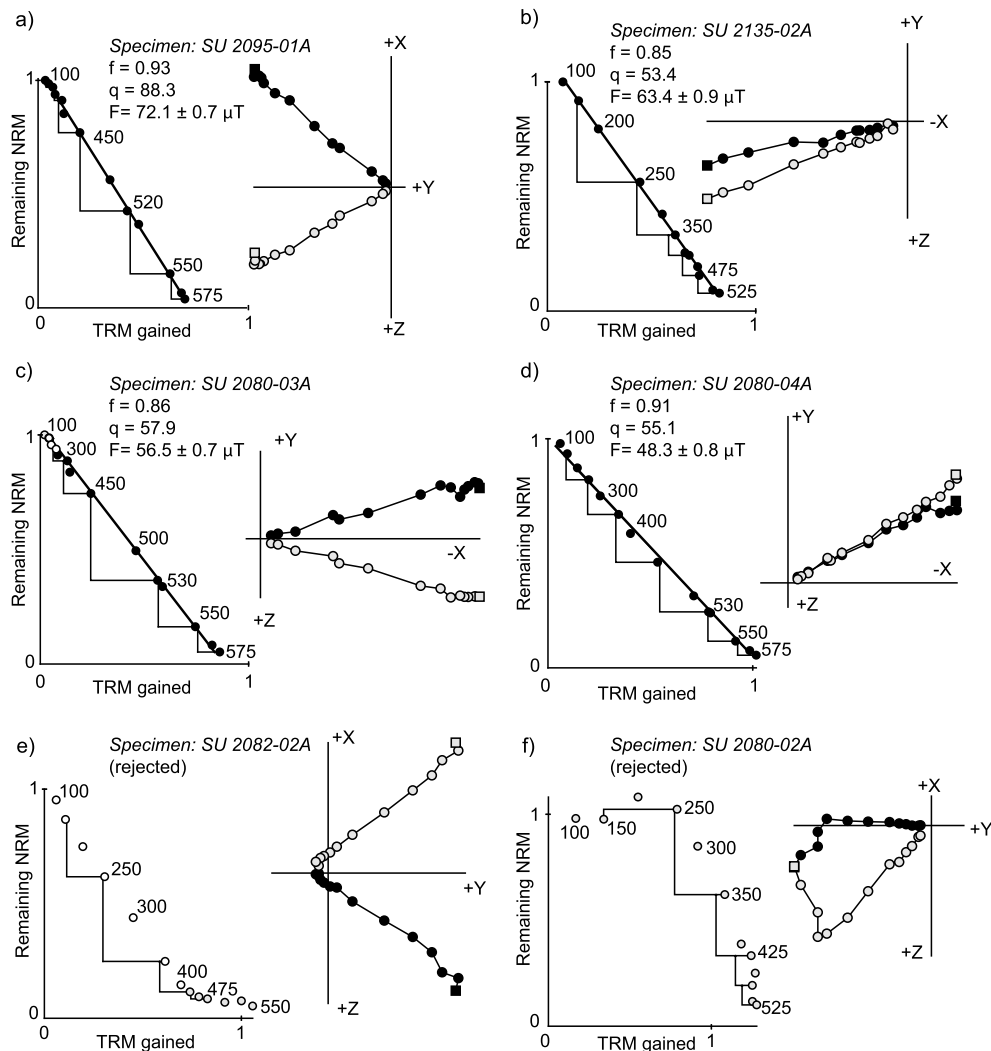 a)
Specimen: SU 2095-01A
f = 0.93
q = 88.3
F= 72.1 ± 0.7 µT
Remaining NRM
1
0
0
1
TRM gained
100
450
520
550
575
+X
+Y
+Z
b)
Specimen: SU 2135-02A
f = 0.85
q = 53.4
F= 63.4 ± 0.9 µT
Remaining NRM
1
0
0
1
TRM gained
100
200
250
350
475
525
+Y
-X
+Z
c)
Specimen: SU 2080-03A
f = 0.86
q = 57.9
F= 56.5 ± 0.7 µT
Remaining NRM
1
0
0
1
TRM gained
100
300
450
500
530
550
575
+Y
-X
+Z
d)
Specimen: SU 2080-04A
f = 0.91
q = 55.1
F= 48.3 ± 0.8 µT
Remaining NRM
1
0
0
1
TRM gained
100
300
400
530
550
575
+Y
-X
+Z
e)
Specimen: SU 2082-02A
(rejected)
Remaining NRM
1
0
0
1
TRM gained
100
250
300
400
475
550
+X
+Y
+Z
f)
Specimen: SU 2080-02A
(rejected)
Remaining NRM
1
0
0
1
TRM gained
100
150
250
300
350
425
525
+X
+Y
+Z